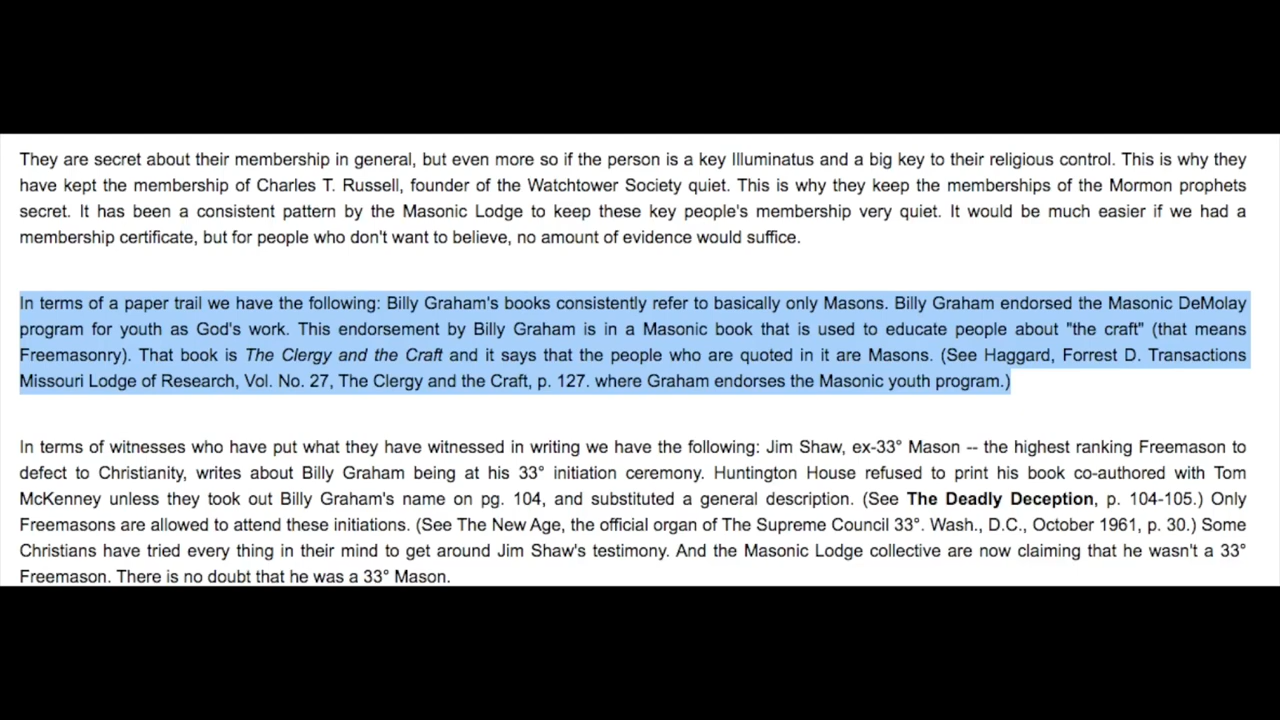 They are secret about their membership in general, but even more so if the person is a key Illuminatus and a big key to their religious control. This is why they
have kept the membership of Charles T. Russell, founder of the Watchtower Society quiet. This is why they keep the memberships of the Mormon prophets
secret. It has been a consistent pattern by the Masonic Lodge to keep these key people's membership very quiet. It would be much easier if we had a
membership certificate, but for people who don't want to believe, no amount of evidence would suffice.
In terms of a paper trail we have the following: Billy Graham's books consistently refer to basically only Masons. Billy Graham endorsed the Masonic DeMolay
program for youth as God's work. This endorsement by Billy Graham is in a Masonic book that is used to educate people about "the craft" (that means
Freemasonry). That book is The Clergy and the Craft and it says that the people who are quoted in it are Masons. (See Haggard, Forrest D. Transactions
Missouri Lodge of Research, Vol. No. 27, The Clergy and the Craft, p. 127. where Graham endorses the Masonic youth program.)
In terms of witnesses who have put what they have witnessed in writing we have the following: Jim Shaw, ex-33° Mason -- the highest ranking Freemason to
defect to Christianity, writes about Billy Graham being at his 33° initiation ceremony. Huntington House refused to print his book co-authored with Tom
McKenney unless they took out Billy Graham's name on pg. 104, and substituted a general description. (See The Deadly Deception, p. 104-105.) Only
Freemasons are allowed to attend these initiations. (See The New Age, the official organ of The Supreme Council 33°. Wash., D.C., October 1961, p. 30.) Some
Christians have tried every thing in their mind to get around Jim Shaw's testimony. And the Masonic Lodge collective are now claiming that he wasn't a 33°
Freemason. There is no doubt that he was a 33° Mason.